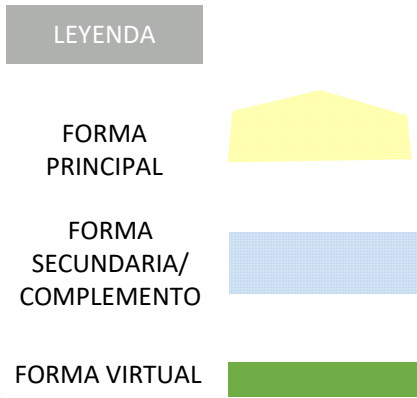 LEYENDA
FORMA
PRINCIPAL
FORMA
SECUNDARIA/
COMPLEMENTO
FORMA VIRTUAL